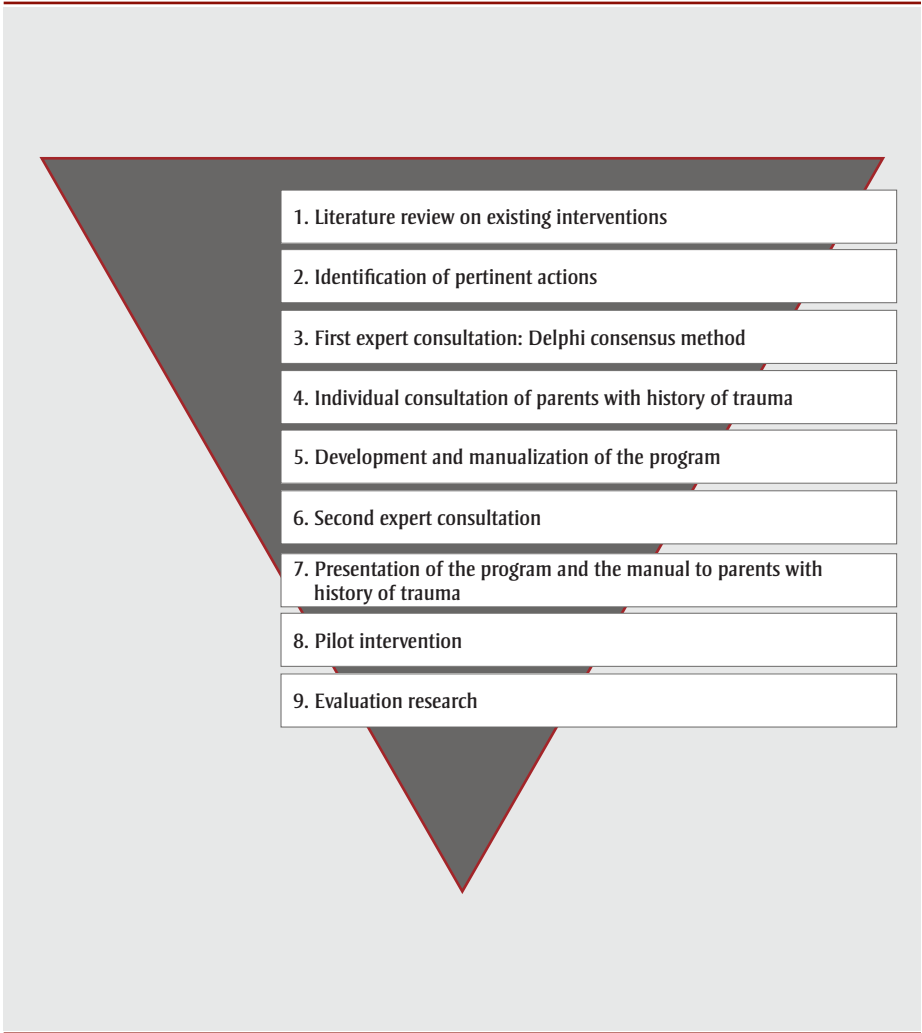 1. Literature review on existing interventions
2. Identification of pertinent actions
3. First expert consultation: Delphi consensus method
4. Individual consultation of parents with history of trauma
5. Development and manualization of the program
6. Second expert consultation
7. Presentation of the program and the manual to parents with
history of trauma
8. Pilot intervention
9. Evaluation research